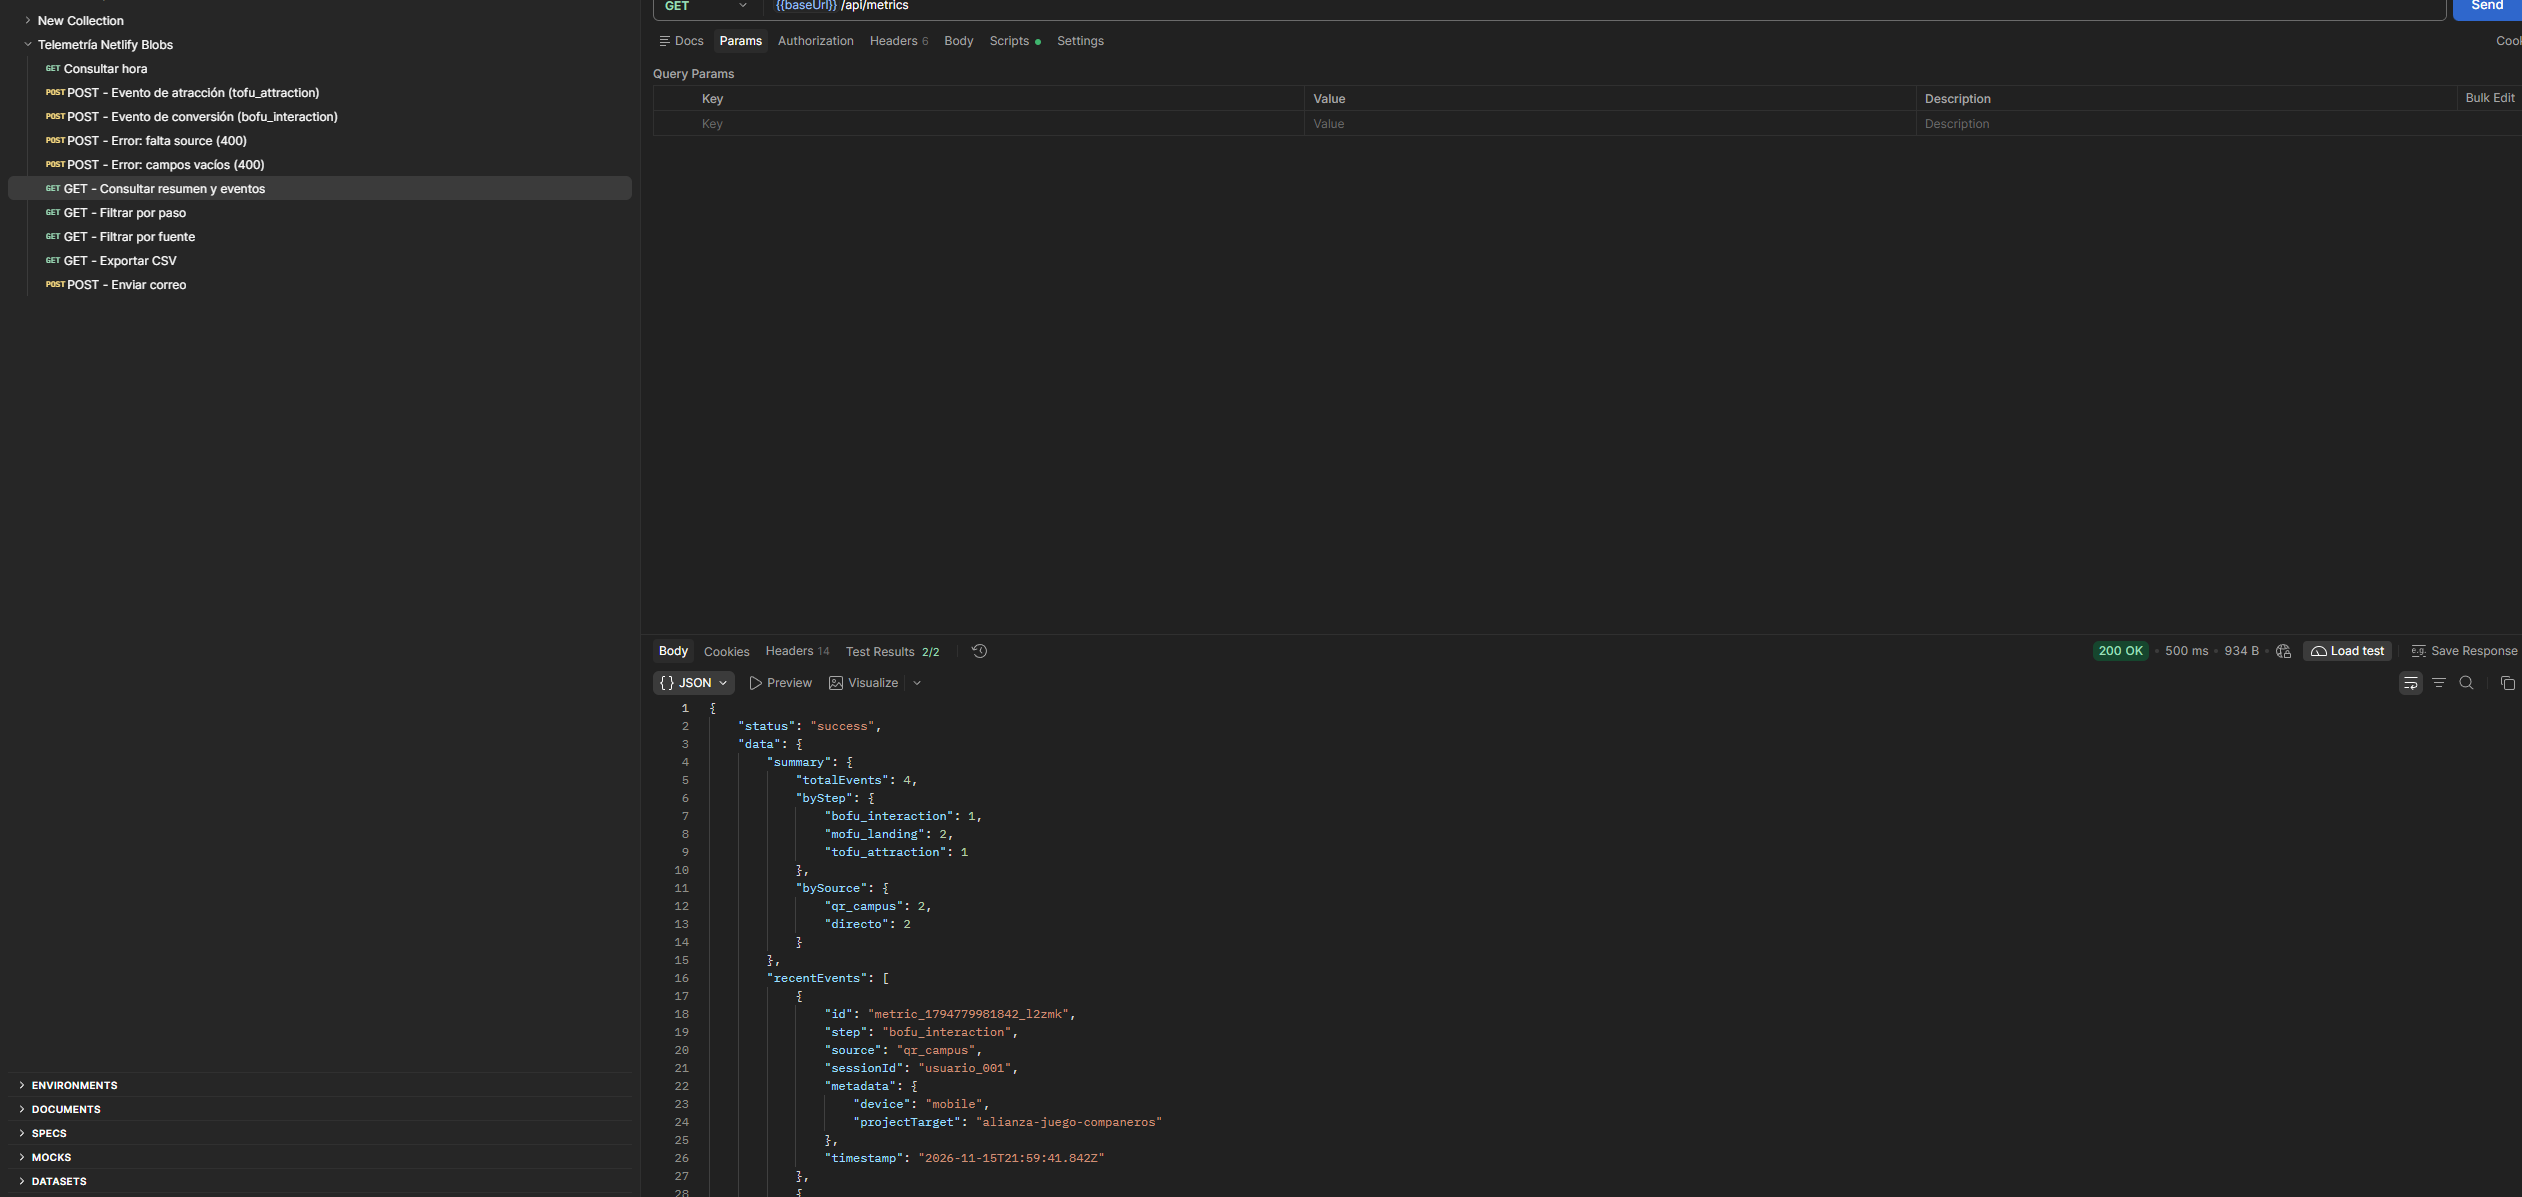 New Collection
Telemetría Netlify Blobs
GET Consultar hora
POST POST - Evento de atracción (tofu_attraction)
POST POST - Evento de conversión (bofu_interaction)
POST POST - Error: falta source (400)
POST POST - Error: campos vacíos (400)
GET GET - Consultar resumen y eventos
GET GET - Filtrar por paso
GET GET - Filtrar por fuente
GET GET - Exportar CSV
POST POST - Enviar correo
ENVIRONMENTS
DOCUMENTS
SPECS
MOCKS
DATASETS
GET {{baseUrl}} /api/metrics Send
Docs Params Authorization Headers 6 Body Scripts Settings Cook
Query Params
Key Value Description Bulk Edit
Key Value Description
Body Cookies Headers 14 Test Results 2/2 200 OK 500 ms 934 B Load test e.g. Save Response
{} JSON Preview Visualize
1 {
2 "status": "success",
3 "data": {
4 "summary": {
5 "totalEvents": 4,
6 "byStep": {
7 "bofu_interaction": 1,
8 "mofu_landing": 2,
9 "tofu_attraction": 1
10 },
11 "bySource": {
12 "qr_campus": 2,
13 "directo": 2
14 }
15 },
16 "recentEvents": [
17 {
18 "id": "metric_1794779981842_l2zmk",
19 "step": "bofu_interaction",
20 "source": "qr_campus",
21 "sessionId": "usuario_001",
22 "metadata": {
23 "device": "mobile",
24 "projectTarget": "alianza-juego-companeros"
25 },
26 "timestamp": "2026-11-15T21:59:41.842Z"
27 },
28 {